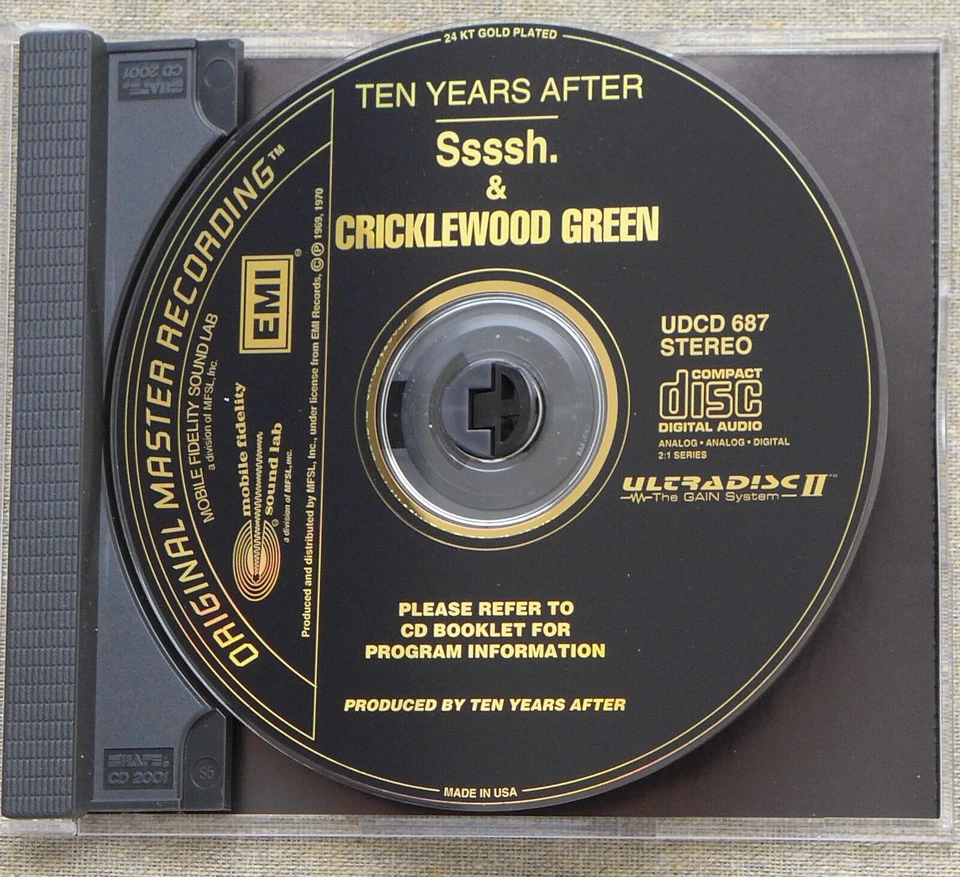 24 KT GOLD PLATED
TEN YEARS AFTER
Ssssh.
&
CRICKLEWOOD GREEN
UDCD 687
STEREO
COMPACT
disc
DIGITAL AUDIO
ANALOG • ANALOG • DIGITAL
2:1 SERIES
ULTRADISC II™
The GAIN System
PLEASE REFER TO
CD BOOKLET FOR
PROGRAM INFORMATION
PRODUCED BY TEN YEARS AFTER
MADE IN USA
ORIGINAL MASTER RECORDING™
MOBILE FIDELITY SOUND LAB
a division of MFSL, Inc.
EMI®
mobile fidelity
sound lab®
a division of MFSL, inc.
Produced and distributed by MFSL, Inc., under license from EMI Records, © ℗ 1969, 1970
CD 2001
CD 2001
S5